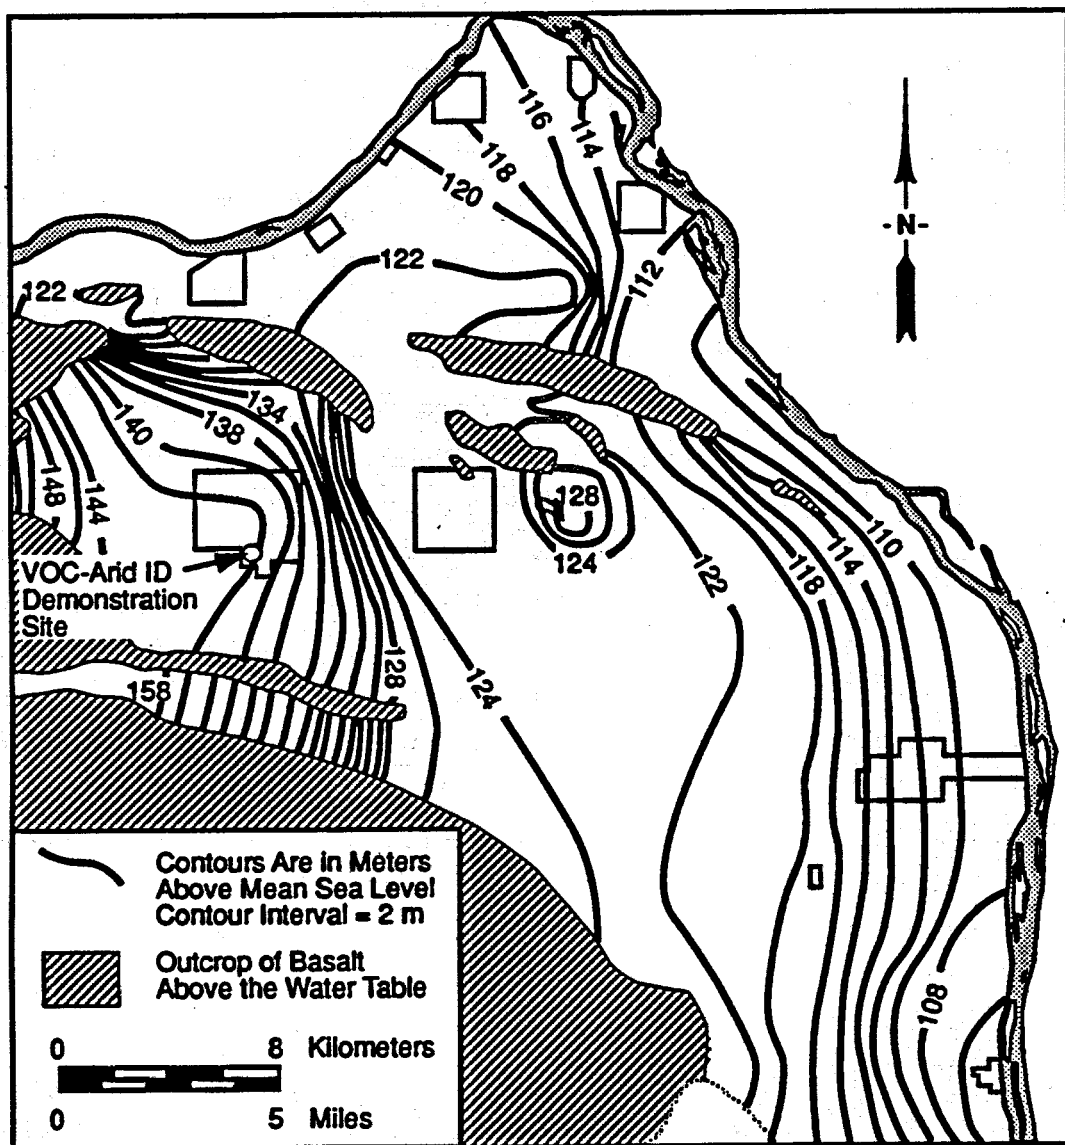 116
114
118
120
-N-
122
112
122
134
138
140
148
144
128
124
122
110
114
118
VOC-Arid ID
Demonstration
Site
158
128
124
108
Contours Are in Meters
Above Mean Sea Level
Contour Interval = 2 m
Outcrop of Basalt
Above the Water Table
0 8 Kilometers
0 5 Miles